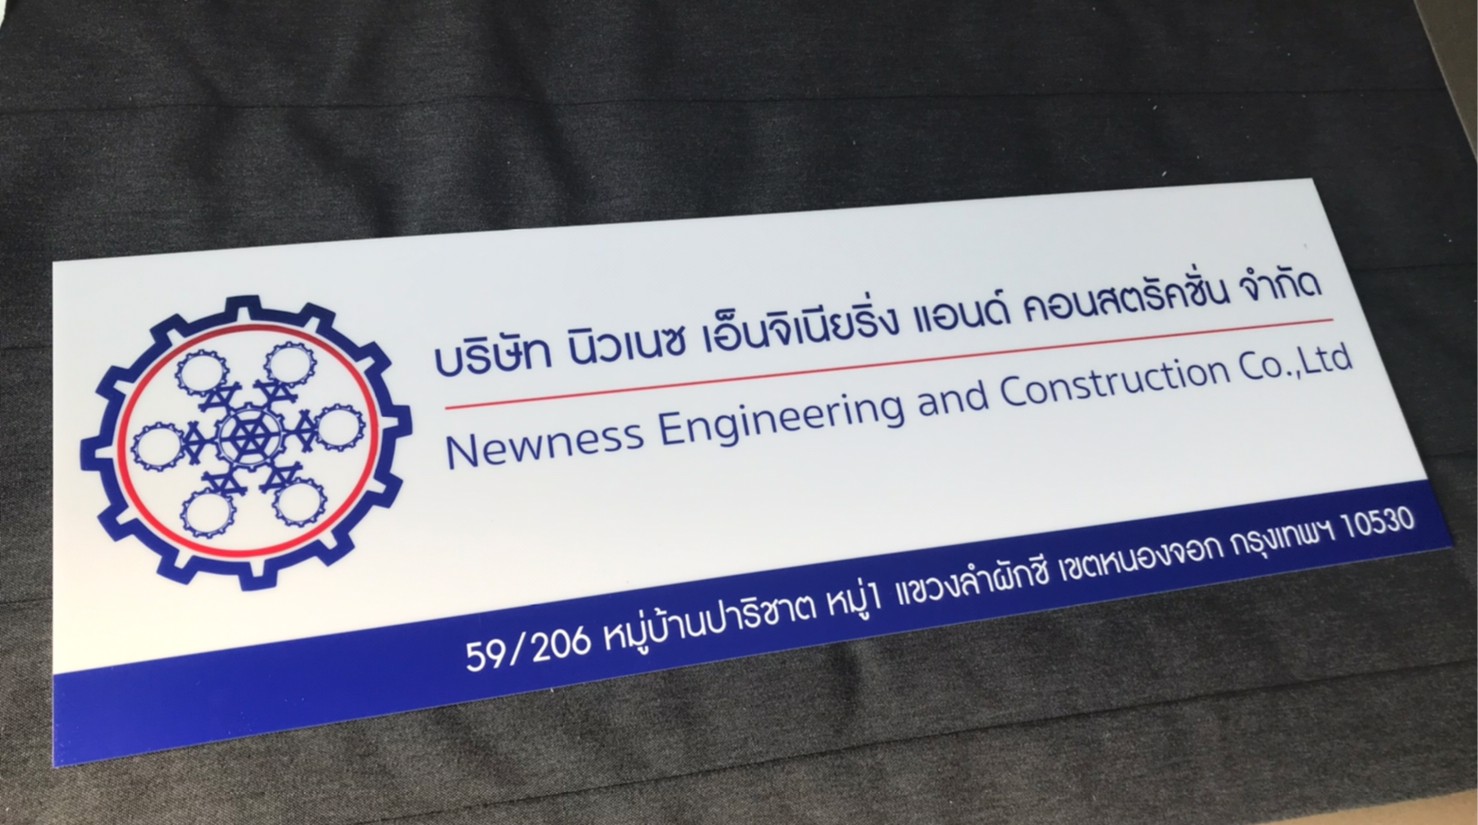 บริษัท นิวเนซ เอ็นจิเนียริ่ง แอนด์ คอนสตรัคชั่น จำกัด
Newness Engineering and Construction Co.,Ltd
59/206 หมู่บ้านปาริชาต หมู่1 แขวงลำผักชี เขตหนองจอก กรุงเทพฯ 10530